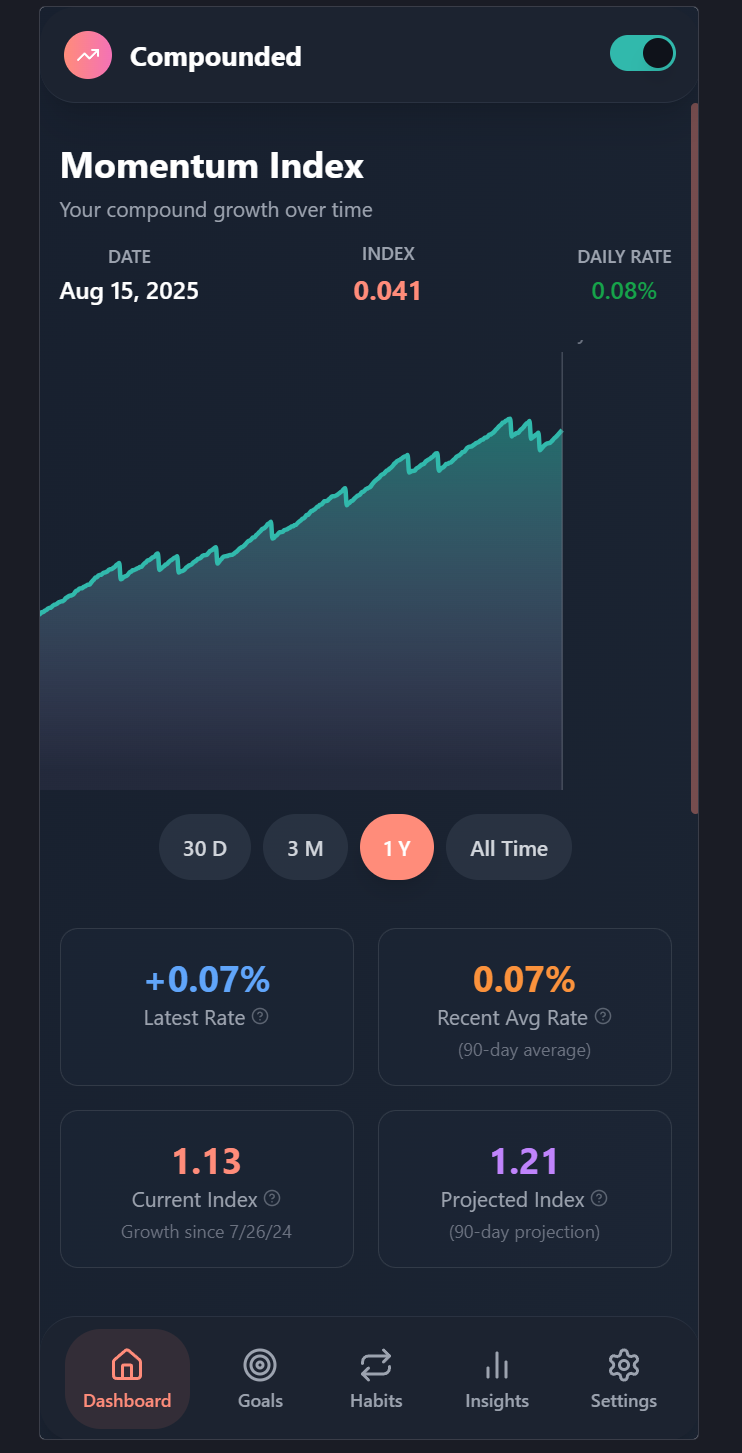 Compounded
Momentum Index
Your compound growth over time
DATE
INDEX
DAILY RATE
Aug 15, 2025
0.041
0.08%
30 D
3 M
1 Y
All Time
+0.07%
Latest Rate
0.07%
Recent Avg Rate
(90-day average)
1.13
Current Index
Growth since 7/26/24
1.21
Projected Index
(90-day projection)
Dashboard
Goals
Habits
Insights
Settings